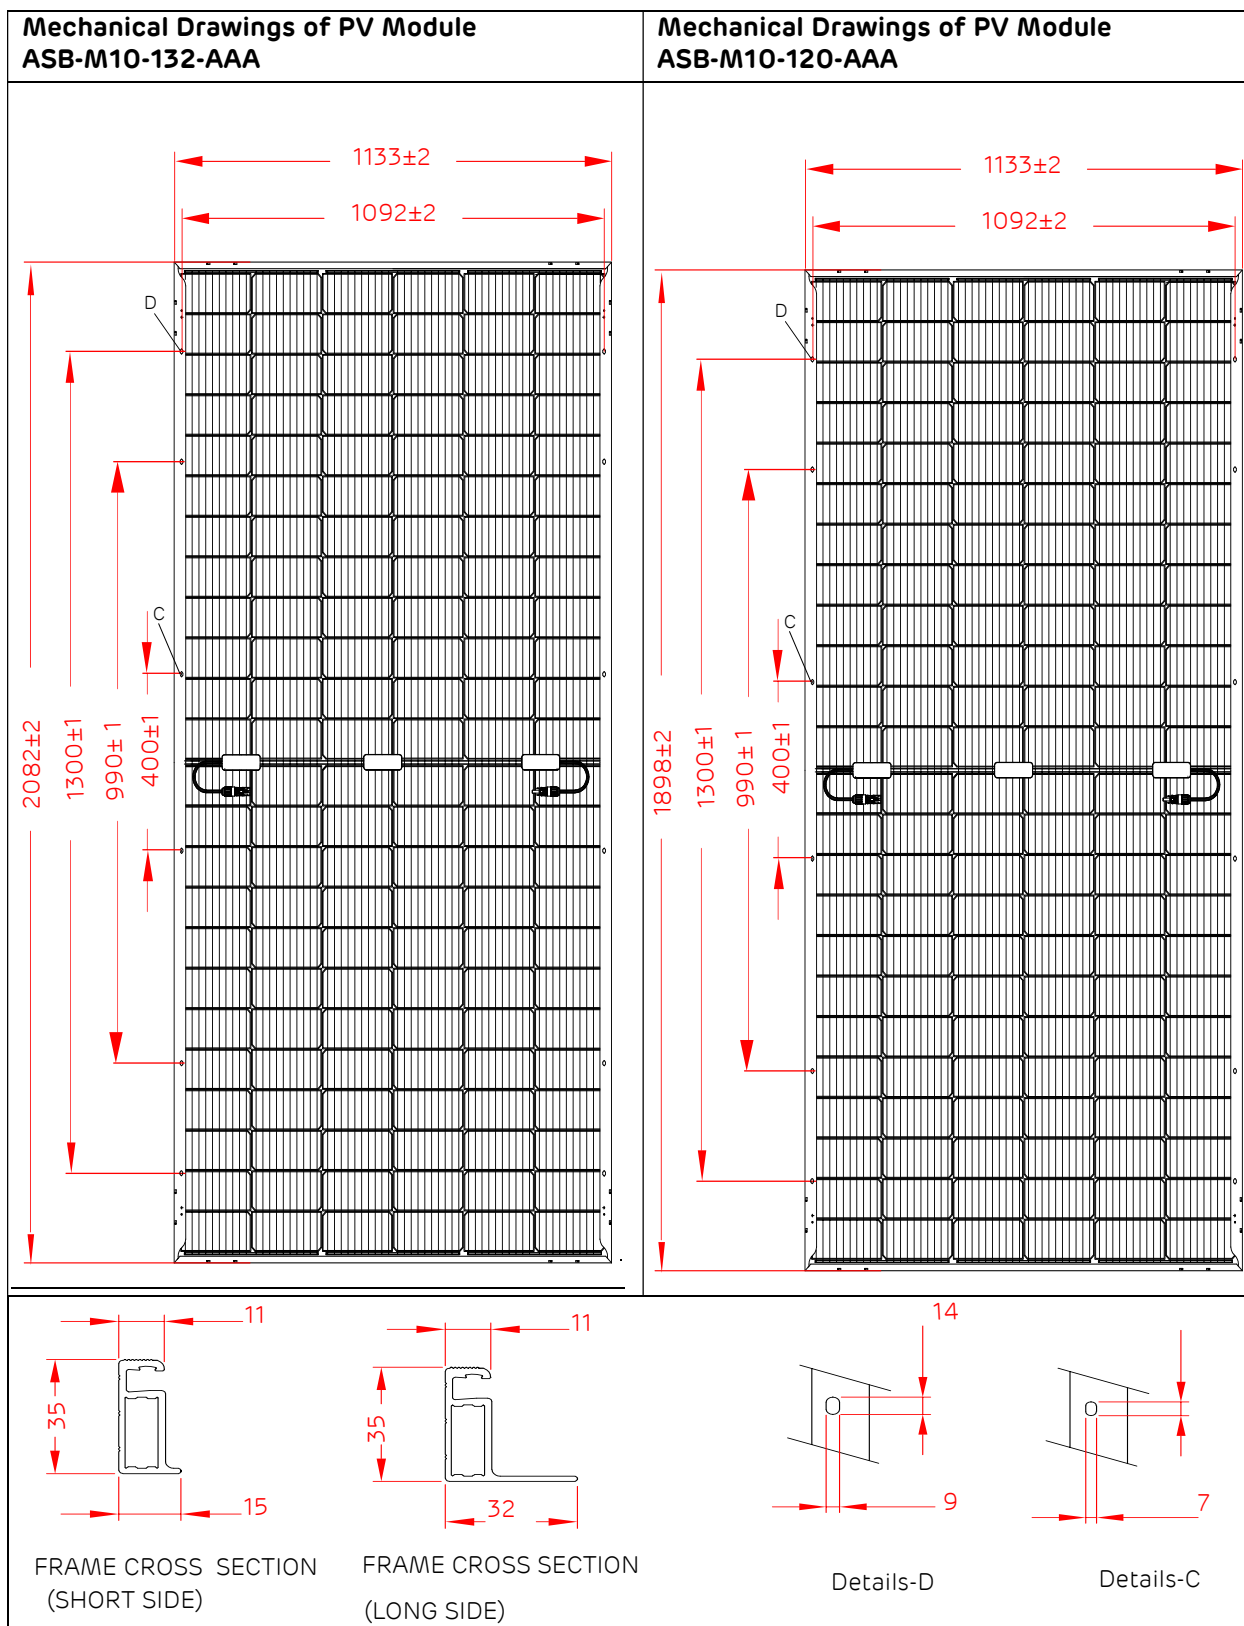 Mechanical Drawings of PV Module
ASB-M10-132-AAA
Mechanical Drawings of PV Module
ASB-M10-120-AAA
1133±2
1092±2
D
C
2082±2
1300±1
990± 1
400±1
1133±2
1092±2
D
C
1898±2
1300±1
990± 1
400±1
11
35
15
FRAME CROSS SECTION
(SHORT SIDE)
11
35
32
FRAME CROSS SECTION
(LONG SIDE)
14
9
Details-D
7
Details-C